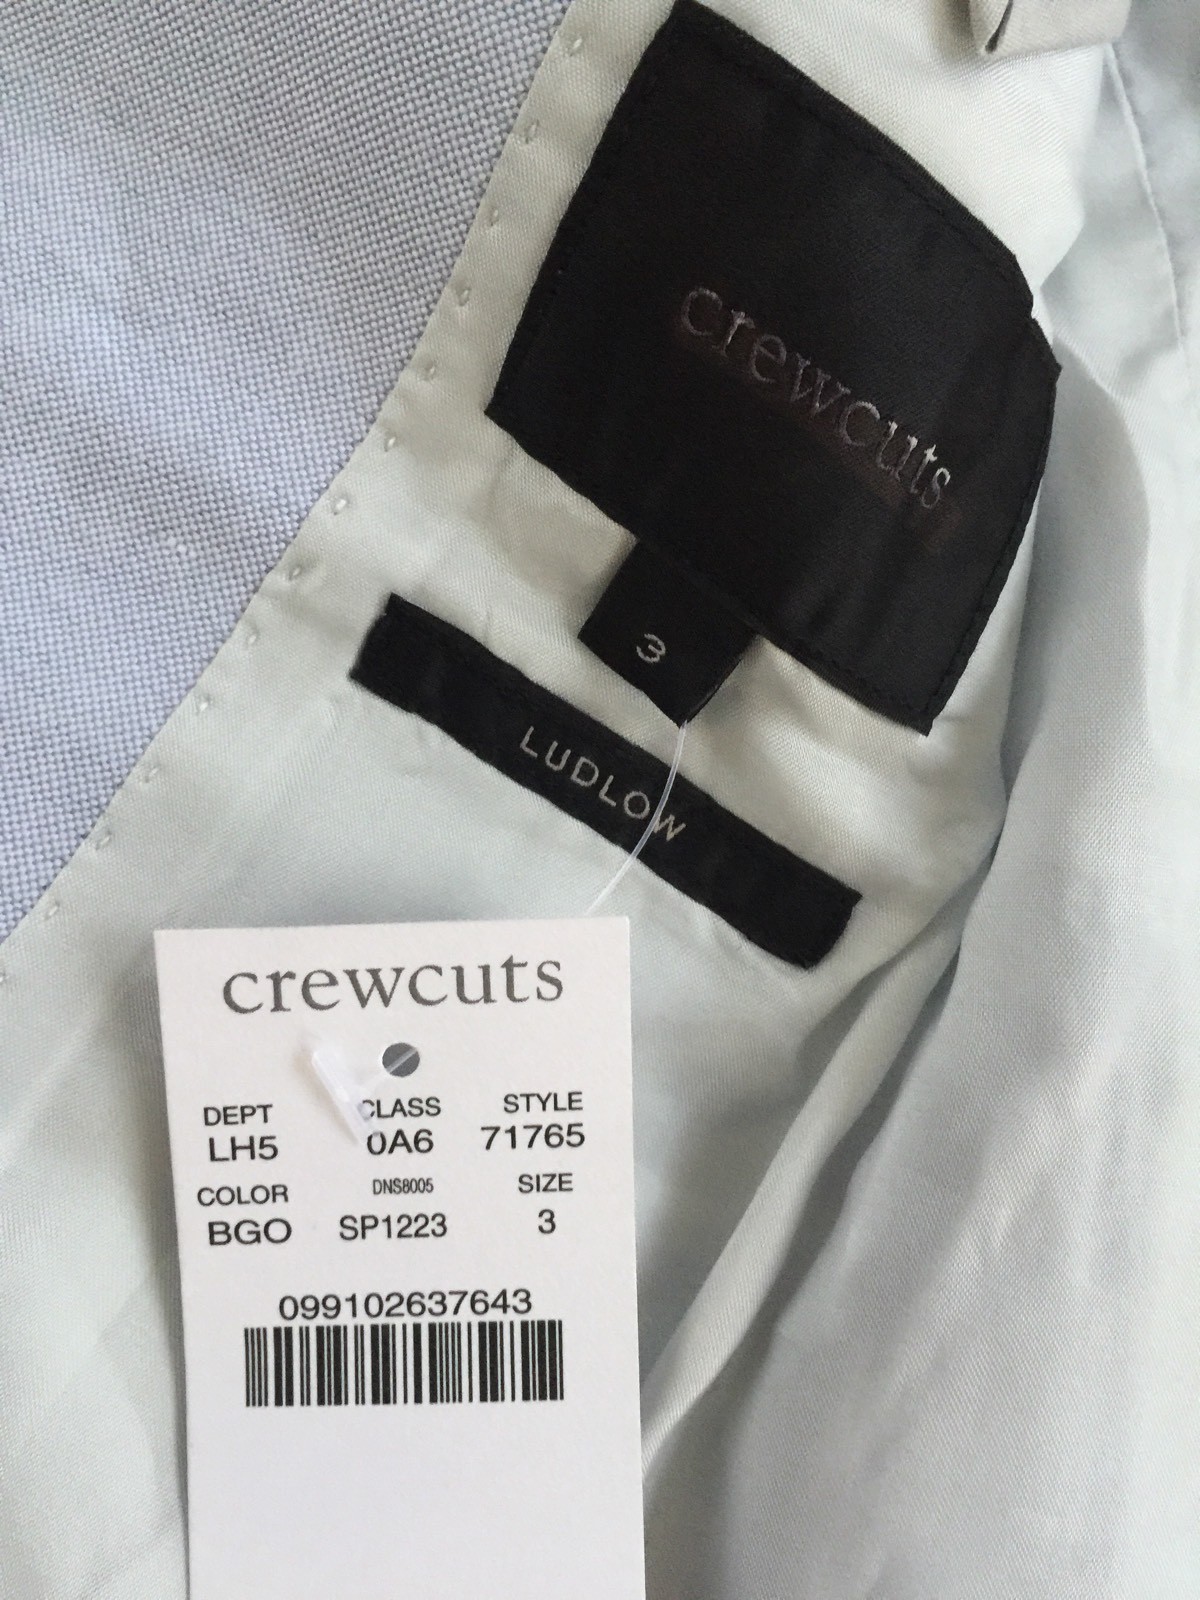 crewcuts
3
LUDLOW
crewcuts
DEPT CLASS STYLE
LH5 0A6 71765
COLOR DNS8005 SIZE
BGO SP1223 3
099102637643